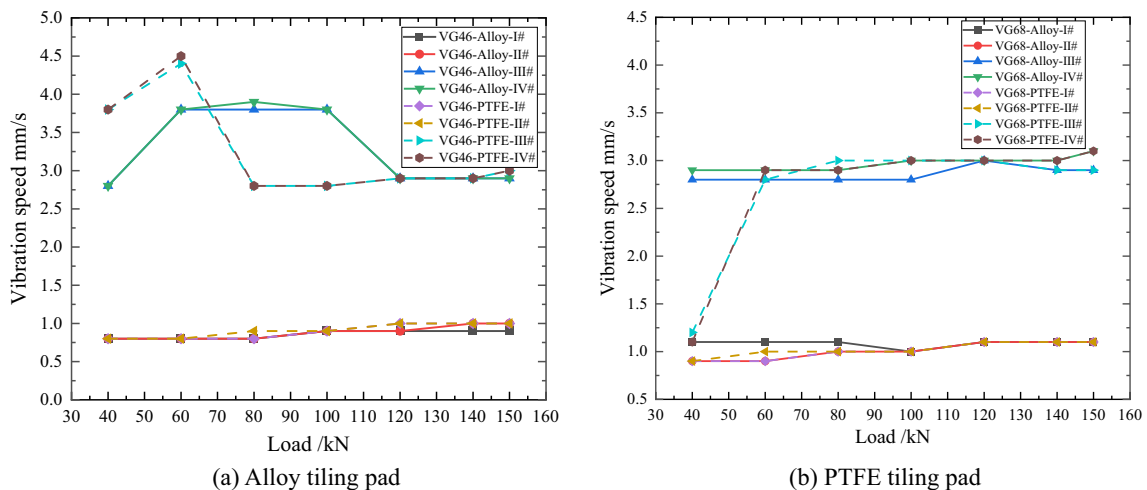 5.0
4.5
4.0
3.5
3.0
2.5
2.0
1.5
1.0
0.5
0.0
Vibration speed mm/s
VG46-Alloy-I#
VG46-Alloy-II#
VG46-Alloy-III#
VG46-Alloy-IV#
VG46-PTFE-I#
VG46-PTFE-II#
VG46-PTFE-III#
VG46-PTFE-IV#
30 40 50 60 70 80 90 100 110 120 130 140 150 160
Load /kN
(a) Alloy tiling pad
4.5
4.0
3.5
3.0
2.5
2.0
1.5
1.0
0.5
Vibration speed mm/s
VG68-Alloy-I#
VG68-Alloy-II#
VG68-Alloy-III#
VG68-Alloy-IV#
VG68-PTFE-I#
VG68-PTFE-II#
VG68-PTFE-III#
VG68-PTFE-IV#
30 40 50 60 70 80 90 100 110 120 130 140 150 160
Load /kN
(b) PTFE tiling pad